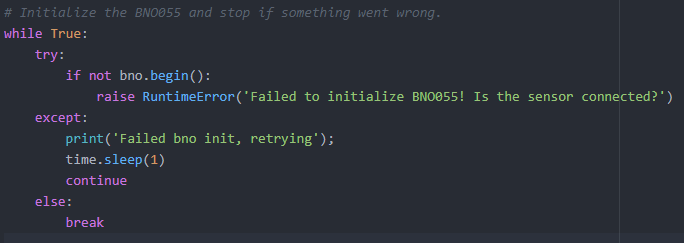 # Initialize the BNO055 and stop if something went wrong.
while True:
    try:
        if not bno.begin():
            raise RuntimeError('Failed to initialize BNO055! Is the sensor connected?')
    except:
        print('Failed bno init, retrying');
        time.sleep(1)
        continue
    else:
        break